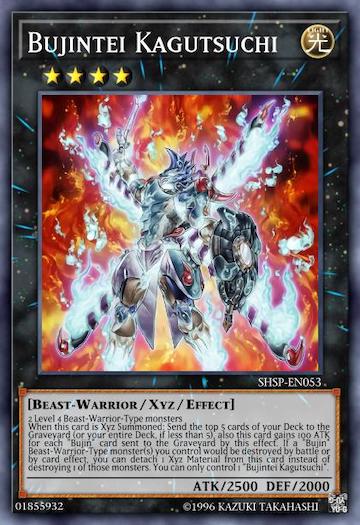 Bujintei Kagutsuchi
LIGHT
光
SHSP-EN053
[Beast-Warrior / Xyz / Effect]
2 Level 4 Beast-Warrior-Type monsters
When this card is Xyz Summoned: Send the top 5 cards of your Deck to the
Graveyard (or your entire Deck, if less than 5), also this card gains 100 ATK
for each "Bujin" card sent to the Graveyard by this effect. If a "Bujin"
Beast-Warrior-Type monster(s) you control would be destroyed by battle or
by card effect, you can detach 1 Xyz Material from this card instead of
destroying 1 of those monsters. You can only control 1 "Bujintei Kagutsuchi".
ATK/2500 DEF/2000
01855932
©1996 KAZUKI TAKAHASHI